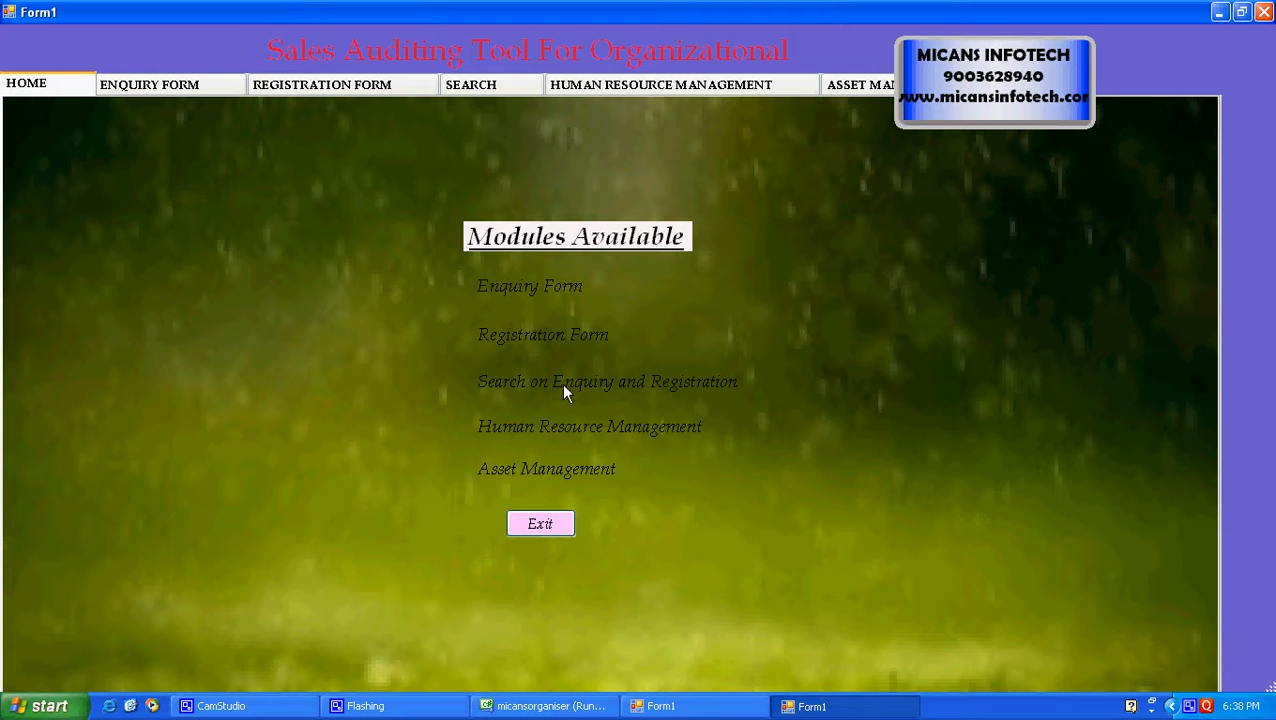 Form1
Sales Auditing Tool For Organizational
MICANS INFOTECH
9003628940
www.micansinfotech.com
HOME
ENQUIRY FORM
REGISTRATION FORM
SEARCH
HUMAN RESOURCE MANAGEMENT
ASSET MAN
Modules Available
Enquiry Form
Registration Form
Search on Enquiry and Registration
Human Resource Management
Asset Management
Exit
start
CamStudio
Flashing
micansorganiser (Run...
Form1
Form1
6:38 PM